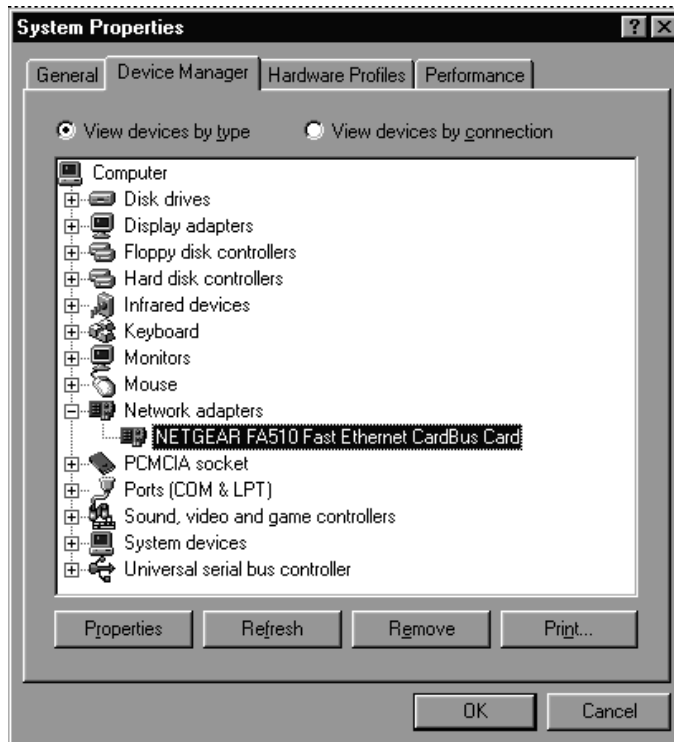 System Properties
General Device Manager Hardware Profiles Performance
View devices by type View devices by connection
Computer
Disk drives
Display adapters
Floppy disk controllers
Hard disk controllers
Infrared devices
Keyboard
Monitors
Mouse
Network adapters
NETGEAR FA510 Fast Ethernet CardBus Card
PCMCIA socket
Ports (COM & LPT)
Sound, video and game controllers
System devices
Universal serial bus controller
Properties Refresh Remove Print...
OK Cancel